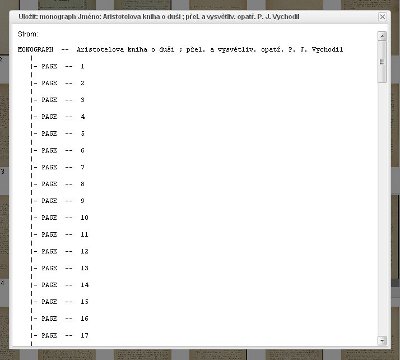 Uložit: monograph Jméno: Aristotelova kniha o duši ; přel. a vysvětliv. opatř. P. J. Vychodil
Strom:
MONOGRAPH -- Aristotelova kniha o duši ; přel. a vysvětliv. opatř. P. J. Vychodil
|- PAGE -- 1
|- PAGE -- 2
|- PAGE -- 3
|- PAGE -- 4
|- PAGE -- 5
|- PAGE -- 6
|- PAGE -- 7
|- PAGE -- 8
|- PAGE -- 9
|- PAGE -- 10
|- PAGE -- 11
|- PAGE -- 12
|- PAGE -- 13
|- PAGE -- 14
|- PAGE -- 15
|- PAGE -- 16
|- PAGE -- 17